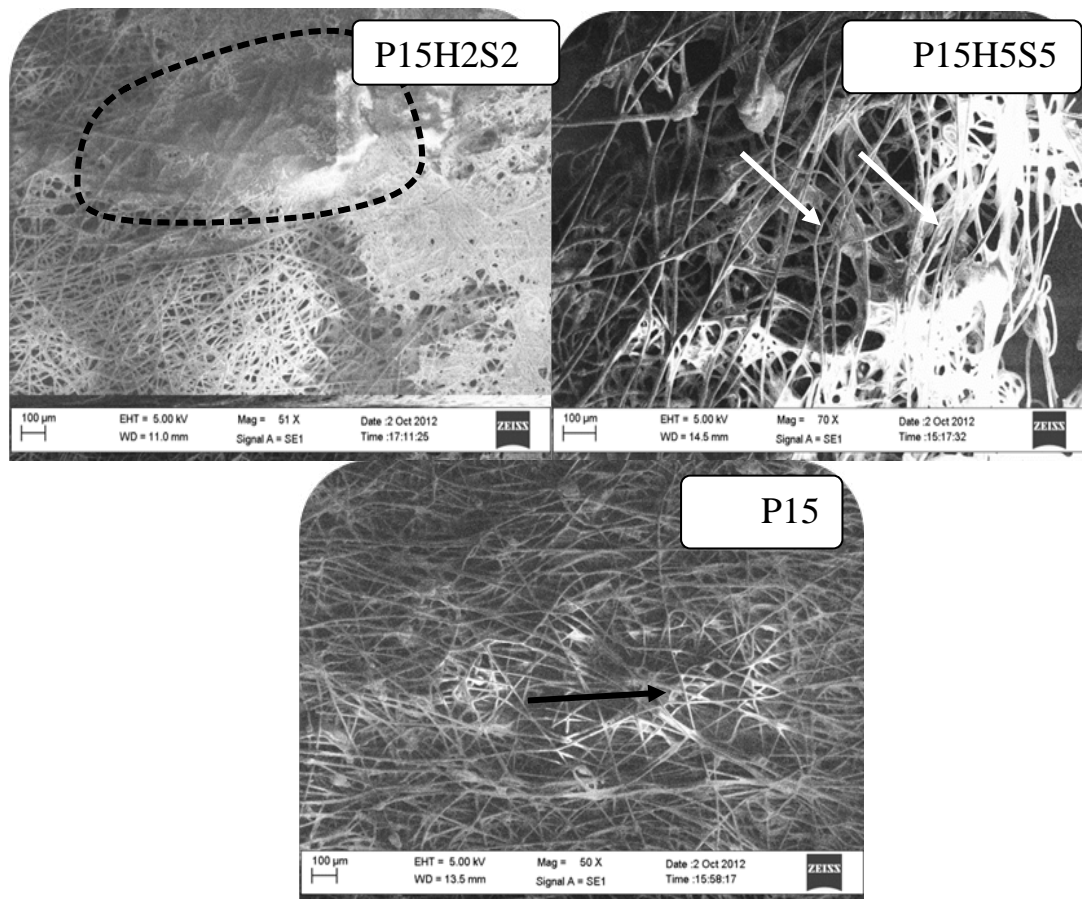 P15H2S2
100 µm
EHT = 5.00 kV Mag = 51 X Date :2 Oct 2012
WD = 11.0 mm Signal A = SE1 Time :17:11:25
ZEISS
P15H5S5
100 µm
EHT = 5.00 kV Mag = 70 X Date :2 Oct 2012
WD = 14.5 mm Signal A = SE1 Time :15:17:32
ZEISS
P15
100 µm
EHT = 5.00 kV Mag = 50 X Date :2 Oct 2012
WD = 13.5 mm Signal A = SE1 Time :15:58:17
ZEISS